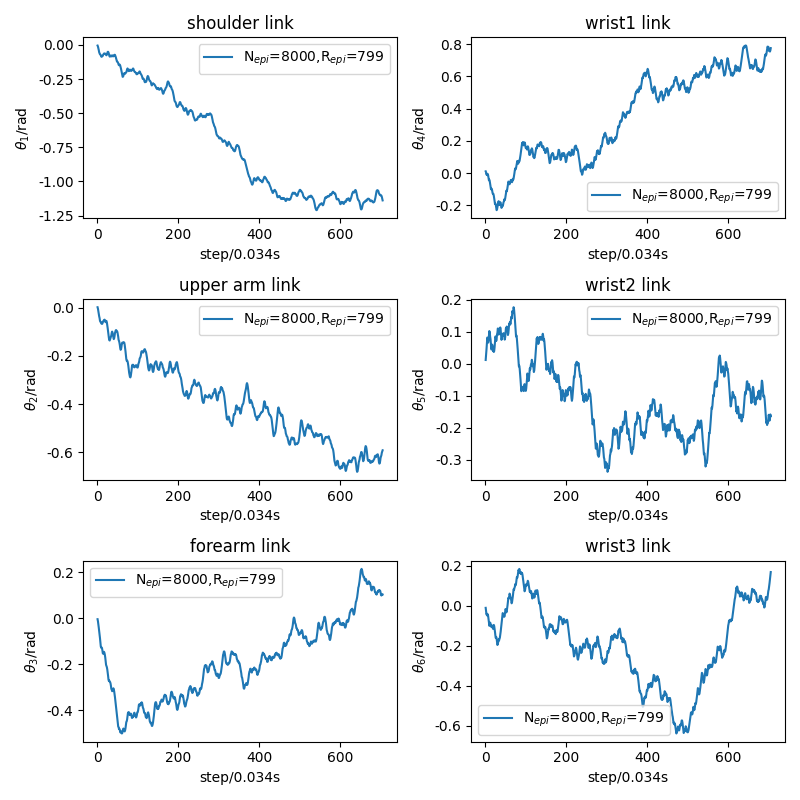 shoulder link
0.00
-0.25
-0.50
-0.75
-1.00
-1.25
θ1/rad
N_epi=8000,R_epi=799
0 200 400 600
step/0.034s
wrist1 link
0.8
0.6
0.4
0.2
0.0
-0.2
θ4/rad
N_epi=8000,R_epi=799
0 200 400 600
step/0.034s
upper arm link
0.0
-0.2
-0.4
-0.6
θ2/rad
N_epi=8000,R_epi=799
0 200 400 600
step/0.034s
wrist2 link
0.2
0.1
0.0
-0.1
-0.2
-0.3
θ5/rad
N_epi=8000,R_epi=799
0 200 400 600
step/0.034s
forearm link
0.2
0.0
-0.2
-0.4
θ3/rad
N_epi=8000,R_epi=799
0 200 400 600
step/0.034s
wrist3 link
0.2
0.0
-0.2
-0.4
-0.6
θ6/rad
N_epi=8000,R_epi=799
0 200 400 600
step/0.034s